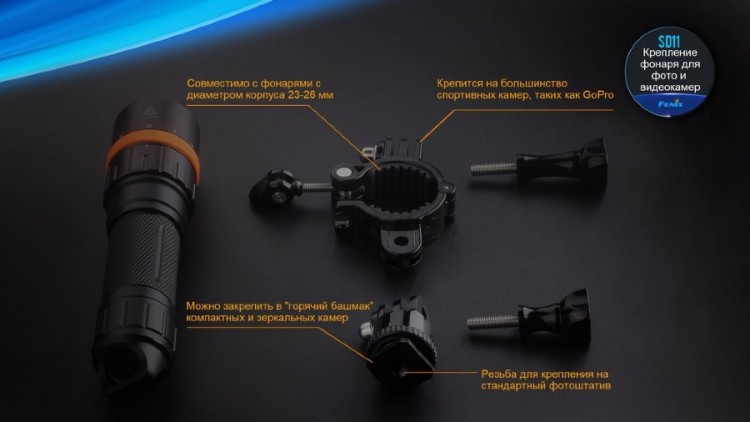 SD11
Крепление
фонаря для
фото и
видеокамер
FENIX
Совместимо с фонарями с
диаметром корпуса 23-26 мм
Крепится на большинство
спортивных камер, таких как GoPro
Можно закрепить в "горячий башмак"
компактных и зеркальных камер
Резьба для крепления на
стандартный фотоштатив